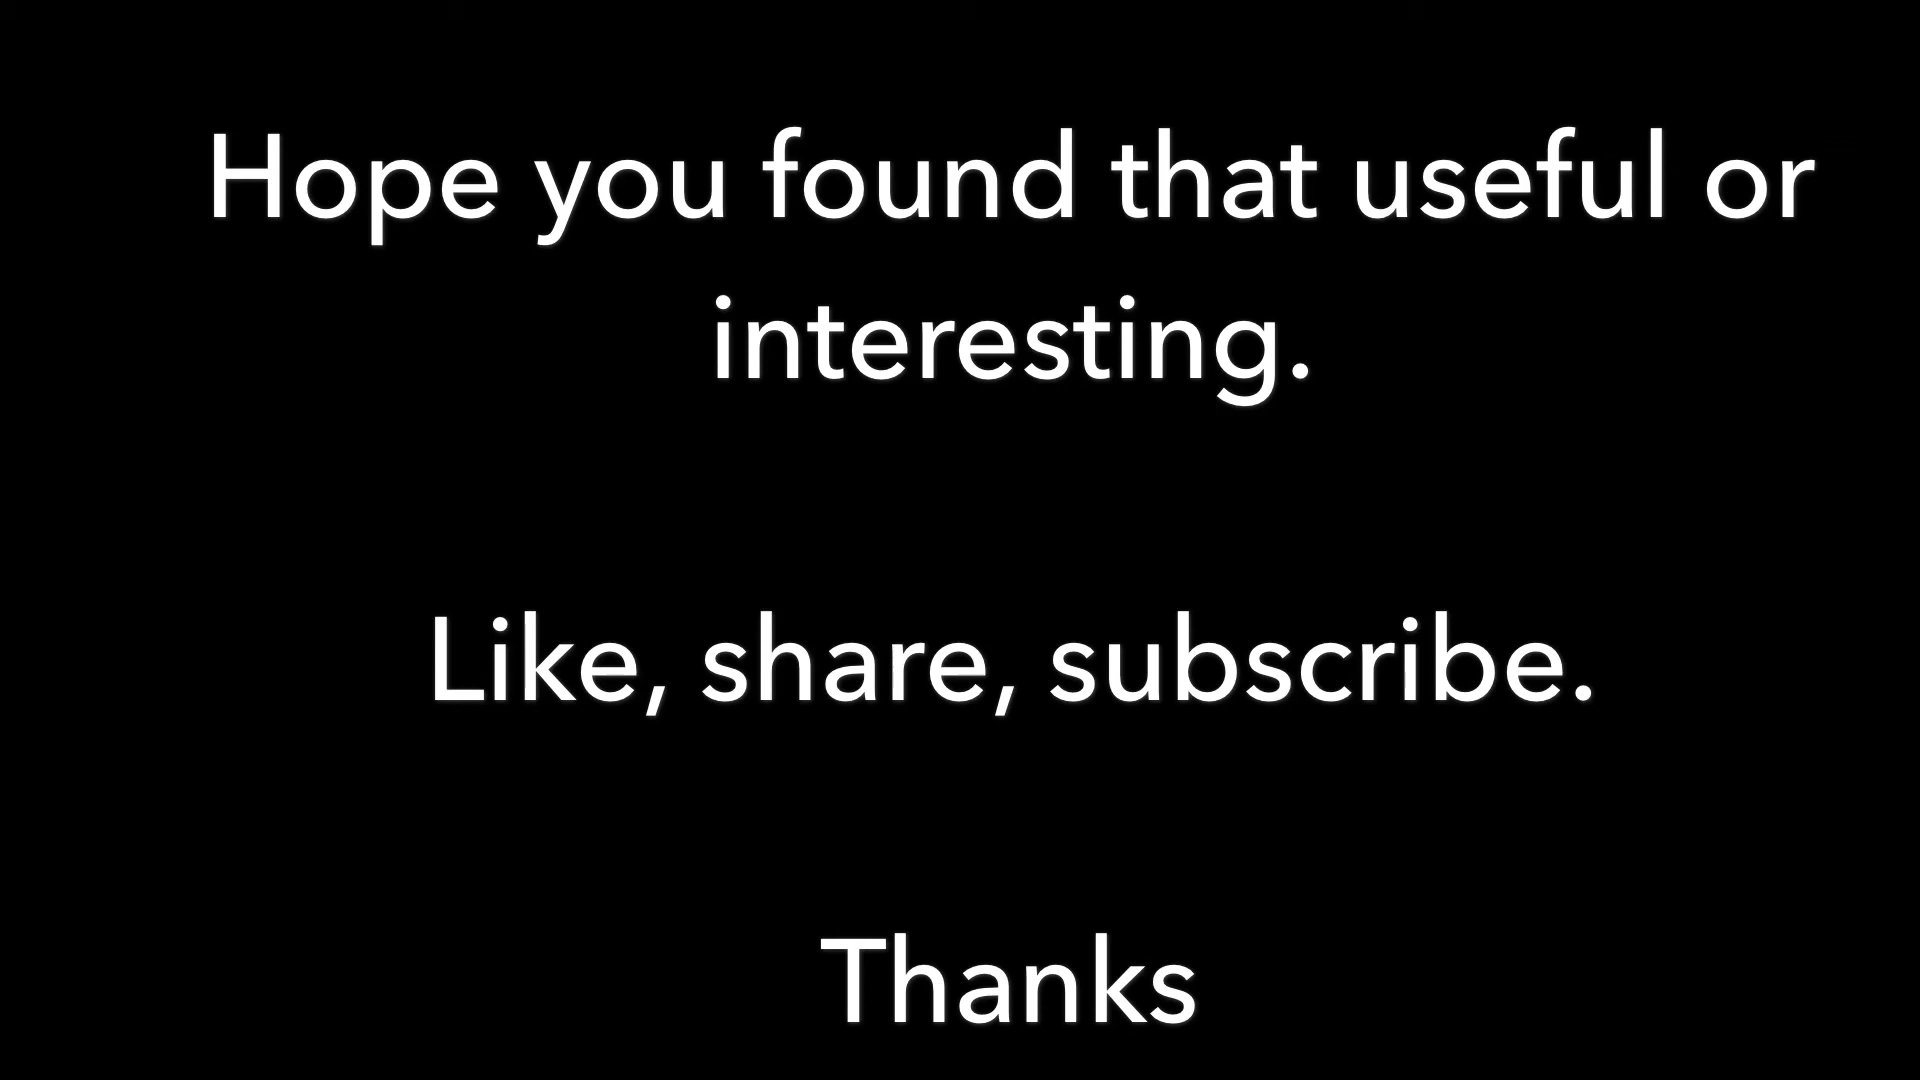 Hope you found that useful or
interesting.
Like, share, subscribe.
Thanks